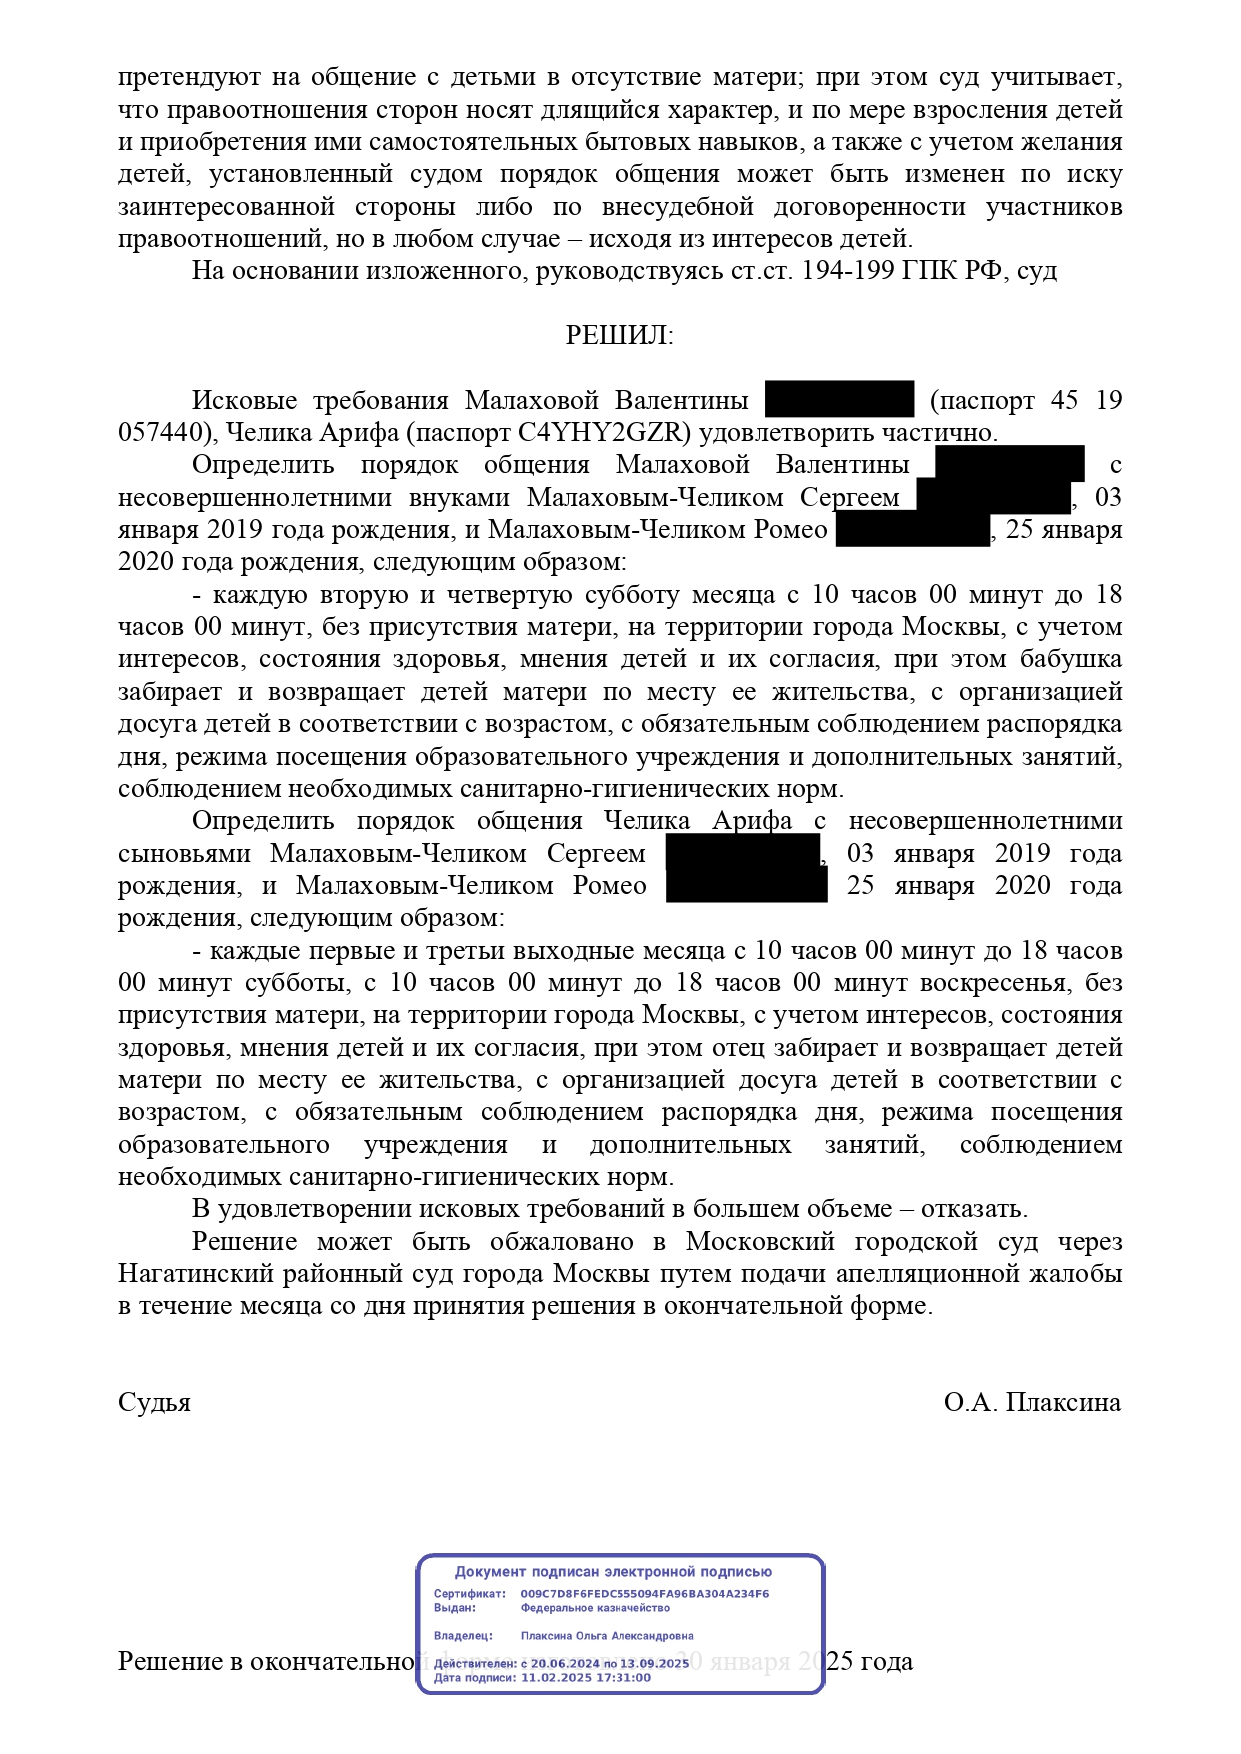 претендуют на общение с детьми в отсутствие матери; при этом суд учитывает,
что правоотношения сторон носят длящийся характер, и по мере взросления детей
и приобретения ими самостоятельных бытовых навыков, а также с учетом желания
детей, установленный судом порядок общения может быть изменен по иску
заинтересованной стороны либо по внесудебной договоренности участников
правоотношений, но в любом случае – исходя из интересов детей.
На основании изложенного, руководствуясь ст.ст. 194-199 ГПК РФ, суд
РЕШИЛ:
Исковые требования Малаховой Валентины (паспорт 45 19
057440), Челика Арифа (паспорт C4YHY2GZR) удовлетворить частично.
Определить порядок общения Малаховой Валентины с
несовершеннолетними внуками Малаховым-Челиком Сергеем , 03
января 2019 года рождения, и Малаховым-Челиком Ромео , 25 января
2020 года рождения, следующим образом:
- каждую вторую и четвертую субботу месяца с 10 часов 00 минут до 18
часов 00 минут, без присутствия матери, на территории города Москвы, с учетом
интересов, состояния здоровья, мнения детей и их согласия, при этом бабушка
забирает и возвращает детей матери по месту ее жительства, с организацией
досуга детей в соответствии с возрастом, с обязательным соблюдением распорядка
дня, режима посещения образовательного учреждения и дополнительных занятий,
соблюдением необходимых санитарно-гигиенических норм.
Определить порядок общения Челика Арифа с несовершеннолетними
сыновьями Малаховым-Челиком Сергеем , 03 января 2019 года
рождения, и Малаховым-Челиком Ромео 25 января 2020 года
рождения, следующим образом:
- каждые первые и третьи выходные месяца с 10 часов 00 минут до 18 часов
00 минут субботы, с 10 часов 00 минут до 18 часов 00 минут воскресенья, без
присутствия матери, на территории города Москвы, с учетом интересов, состояния
здоровья, мнения детей и их согласия, при этом отец забирает и возвращает детей
матери по месту ее жительства, с организацией досуга детей в соответствии с
возрастом, с обязательным соблюдением распорядка дня, режима посещения
образовательного учреждения и дополнительных занятий, соблюдением
необходимых санитарно-гигиенических норм.
В удовлетворении исковых требований в большем объеме – отказать.
Решение может быть обжаловано в Московский городской суд через
Нагатинский районный суд города Москвы путем подачи апелляционной жалобы
в течение месяца со дня принятия решения в окончательной форме.
Судья О.А. Плаксина
Документ подписан электронной подписью
Сертификат: 009C7D8F6FEDC555094FA96BA304A234F6
Выдан: Федеральное казначейство
Владелец: Плаксина Ольга Александровна
Решение в окончательной 30 января 2025 года
Действителен: с 20.06.2024 по 13.09.2025
Дата подписи: 11.02.2025 17:31:00